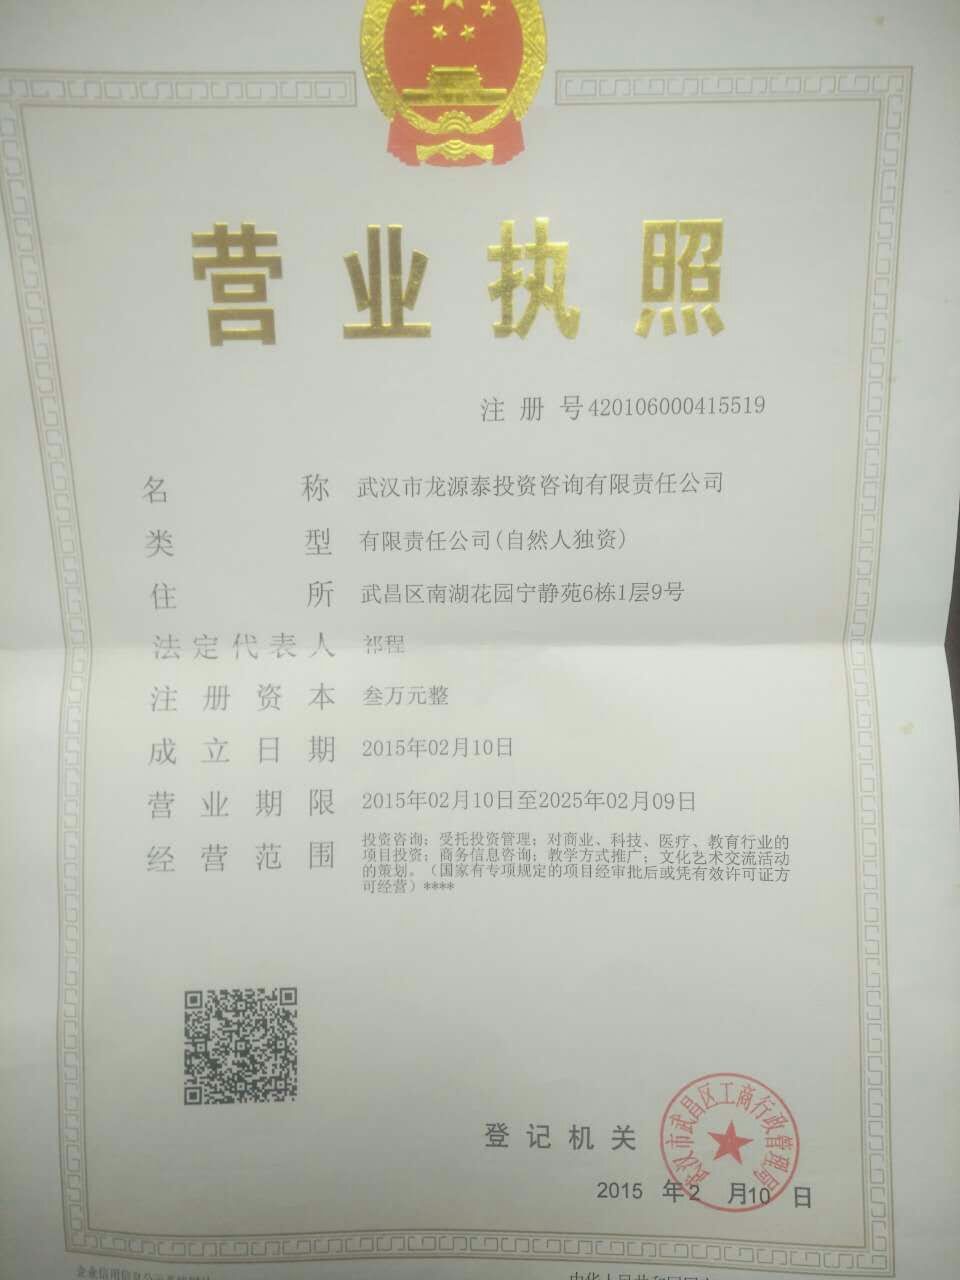 营业执照
注册号420106000415519
名称 武汉市龙源泰投资咨询有限责任公司
类型 有限责任公司(自然人独资)
住所 武昌区南湖花园宁静苑6栋1层9号
法定代表人 祁程
注册资本 叁万元整
成立日期 2015年02月10日
营业期限 2015年02月10日至2025年02月09日
经营范围 投资咨询；受托投资管理；对商业、科技、医疗、教育行业的
项目投资；商务信息咨询；教学方式推广；文化艺术交流活动
的策划。（国家有专项规定的项目经审批后或凭有效许可证方
可经营）****
登记机关
武汉市武昌区工商行政管理局
2015 年2 月10 日